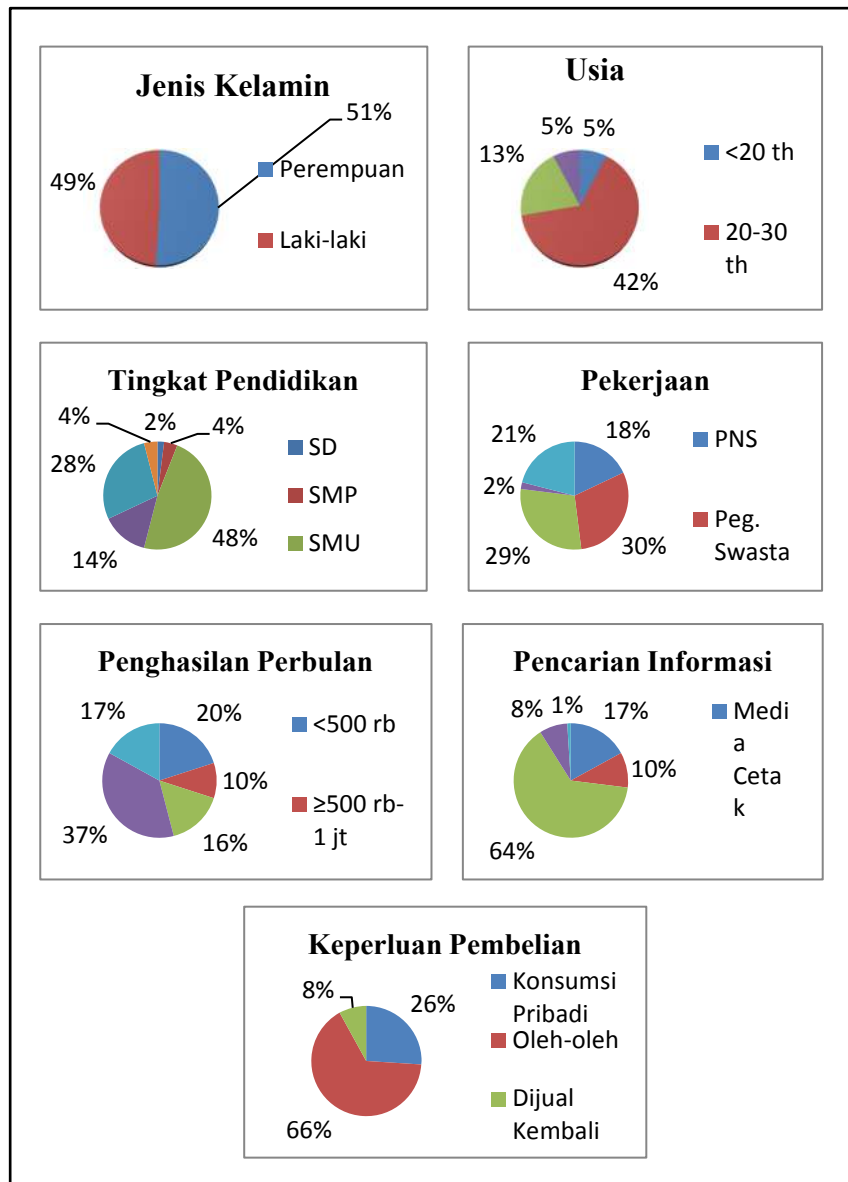 Jenis Kelamin
51%
49%
Perempuan
Laki-laki
Usia
5%
5%
13%
42%
<20 th
20-30
th
Tingkat Pendidikan
4%
2%
4%
28%
14%
48%
SD
SMP
SMU
Pekerjaan
21%
18%
2%
29%
30%
PNS
Peg.
Swasta
Penghasilan Perbulan
17%
20%
10%
37%
16%
<500 rb
≥500 rb-
1 jt
Pencarian Informasi
8%
1%
17%
10%
64%
Medi
a
Ceta
k
Keperluan Pembelian
8%
26%
66%
Konsumsi
Pribadi
Oleh-oleh
Dijual
Kembali